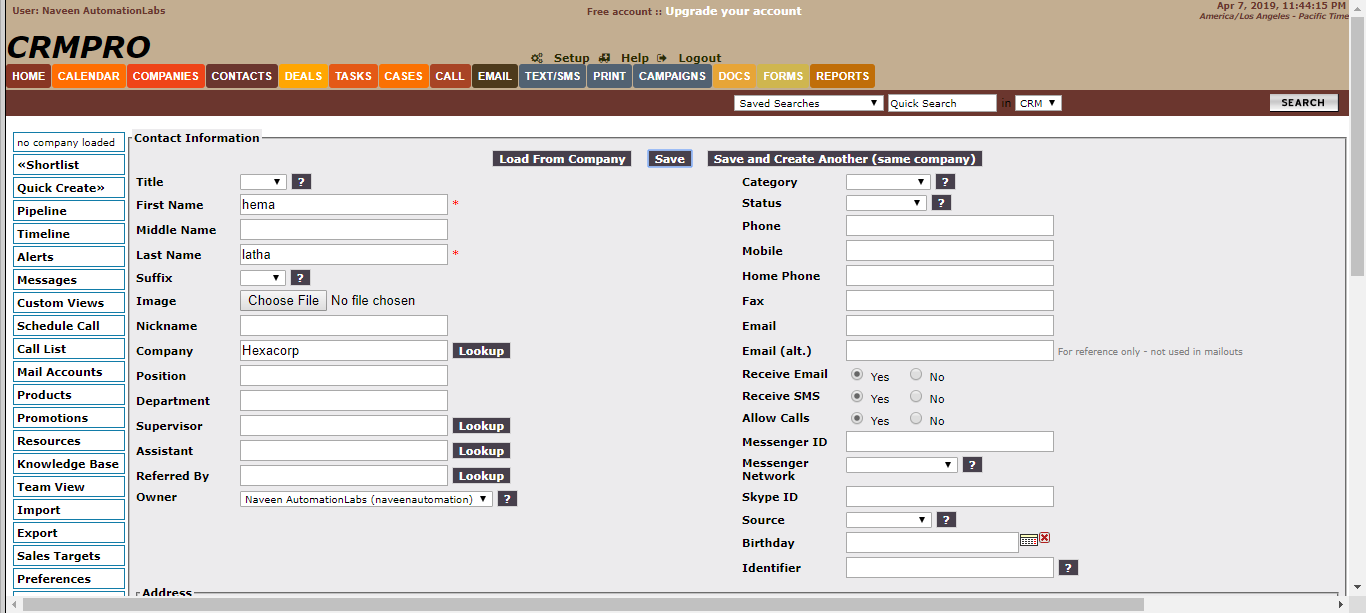 User: Naveen AutomationLabs
Free account :: Upgrade your account
Apr 7, 2019, 11:44:15 PM
America/Los Angeles - Pacific Time
CRMPRO
Setup Help Logout
HOME CALENDAR COMPANIES CONTACTS DEALS TASKS CASES CALL EMAIL TEXT/SMS PRINT CAMPAIGNS DOCS FORMS REPORTS
Saved Searches Quick Search in CRM SEARCH
no company loaded
«Shortlist
Quick Create»
Pipeline
Timeline
Alerts
Messages
Custom Views
Schedule Call
Call List
Mail Accounts
Products
Promotions
Resources
Knowledge Base
Team View
Import
Export
Sales Targets
Preferences
Contact Information
Load From Company Save Save and Create Another (same company)
Title ?
First Name hema *
Middle Name
Last Name latha *
Suffix ?
Image Choose File No file chosen
Nickname
Company Hexacorp Lookup
Position
Department
Supervisor Lookup
Assistant Lookup
Referred By Lookup
Owner Naveen AutomationLabs (naveenautomation) ?
Category ?
Status ?
Phone
Mobile
Home Phone
Fax
Email
Email (alt.) For reference only - not used in mailouts
Receive Email Yes No
Receive SMS Yes No
Allow Calls Yes No
Messenger ID
Messenger
Network ?
Skype ID
Source ?
Birthday
Identifier ?
Address